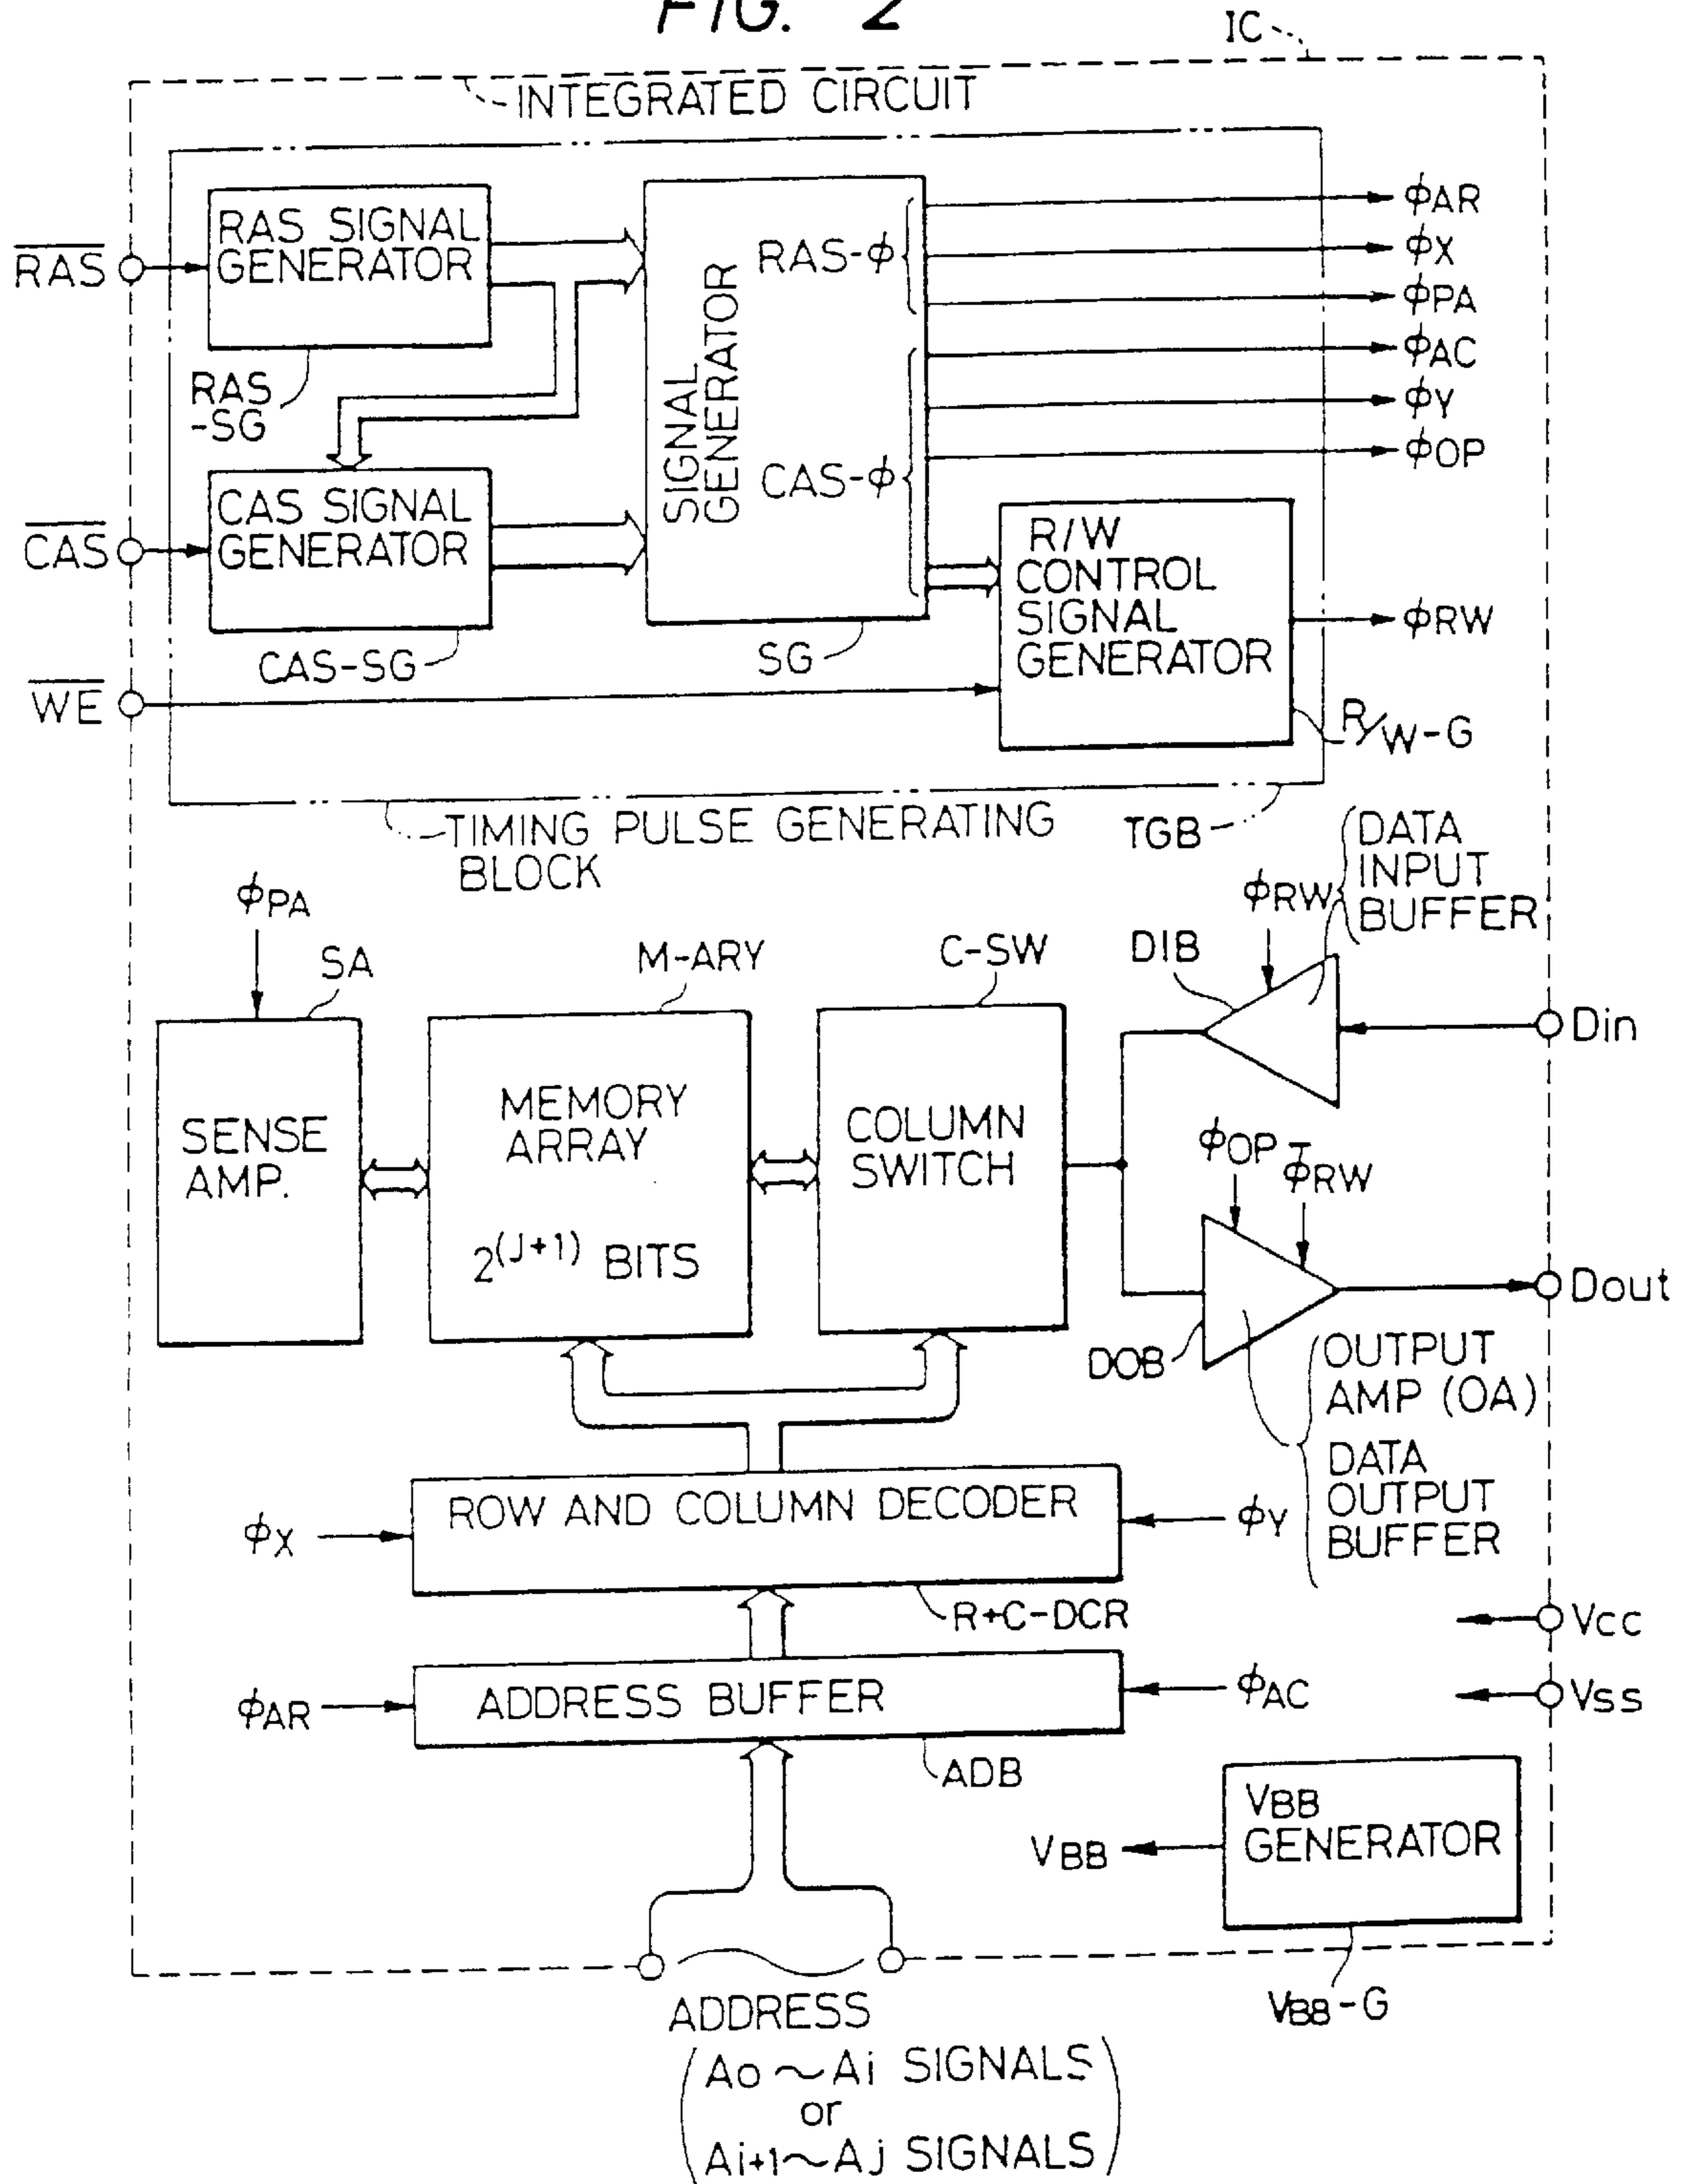 FIG. 2
IC
INTEGRATED CIRCUIT
RAS SIGNAL
GENERATOR
R̅A̅S̅
RAS
-SG
CAS SIGNAL
GENERATOR
C̅A̅S̅
CAS-SG
W̅E̅
SIGNAL
GENERATOR
RAS-ϕ
CAS-ϕ
SG
ϕAR
ϕX
ϕPA
ϕAC
ϕY
ϕOP
R/W
CONTROL
SIGNAL
GENERATOR
ϕRW
R/W-G
TIMING PULSE GENERATING
BLOCK
TGB
ϕPA
SA
M-ARY
C-SW
DIB
ϕRW
DATA
INPUT
BUFFER
Din
SENSE
AMP.
MEMORY
ARRAY
2^(J+1) BITS
COLUMN
SWITCH
ϕOP
ϕ̅RW
Dout
DOB
OUTPUT
AMP (OA)
DATA
OUTPUT
BUFFER
ROW AND COLUMN DECODER
ϕX
ϕY
R+C-DCR
Vcc
ADDRESS BUFFER
ϕAR
ϕAC
Vss
ADB
VBB
GENERATOR
VBB
VBB-G
ADDRESS
(Ao ~ Ai SIGNALS
or
Ai+1 ~ Aj SIGNALS)